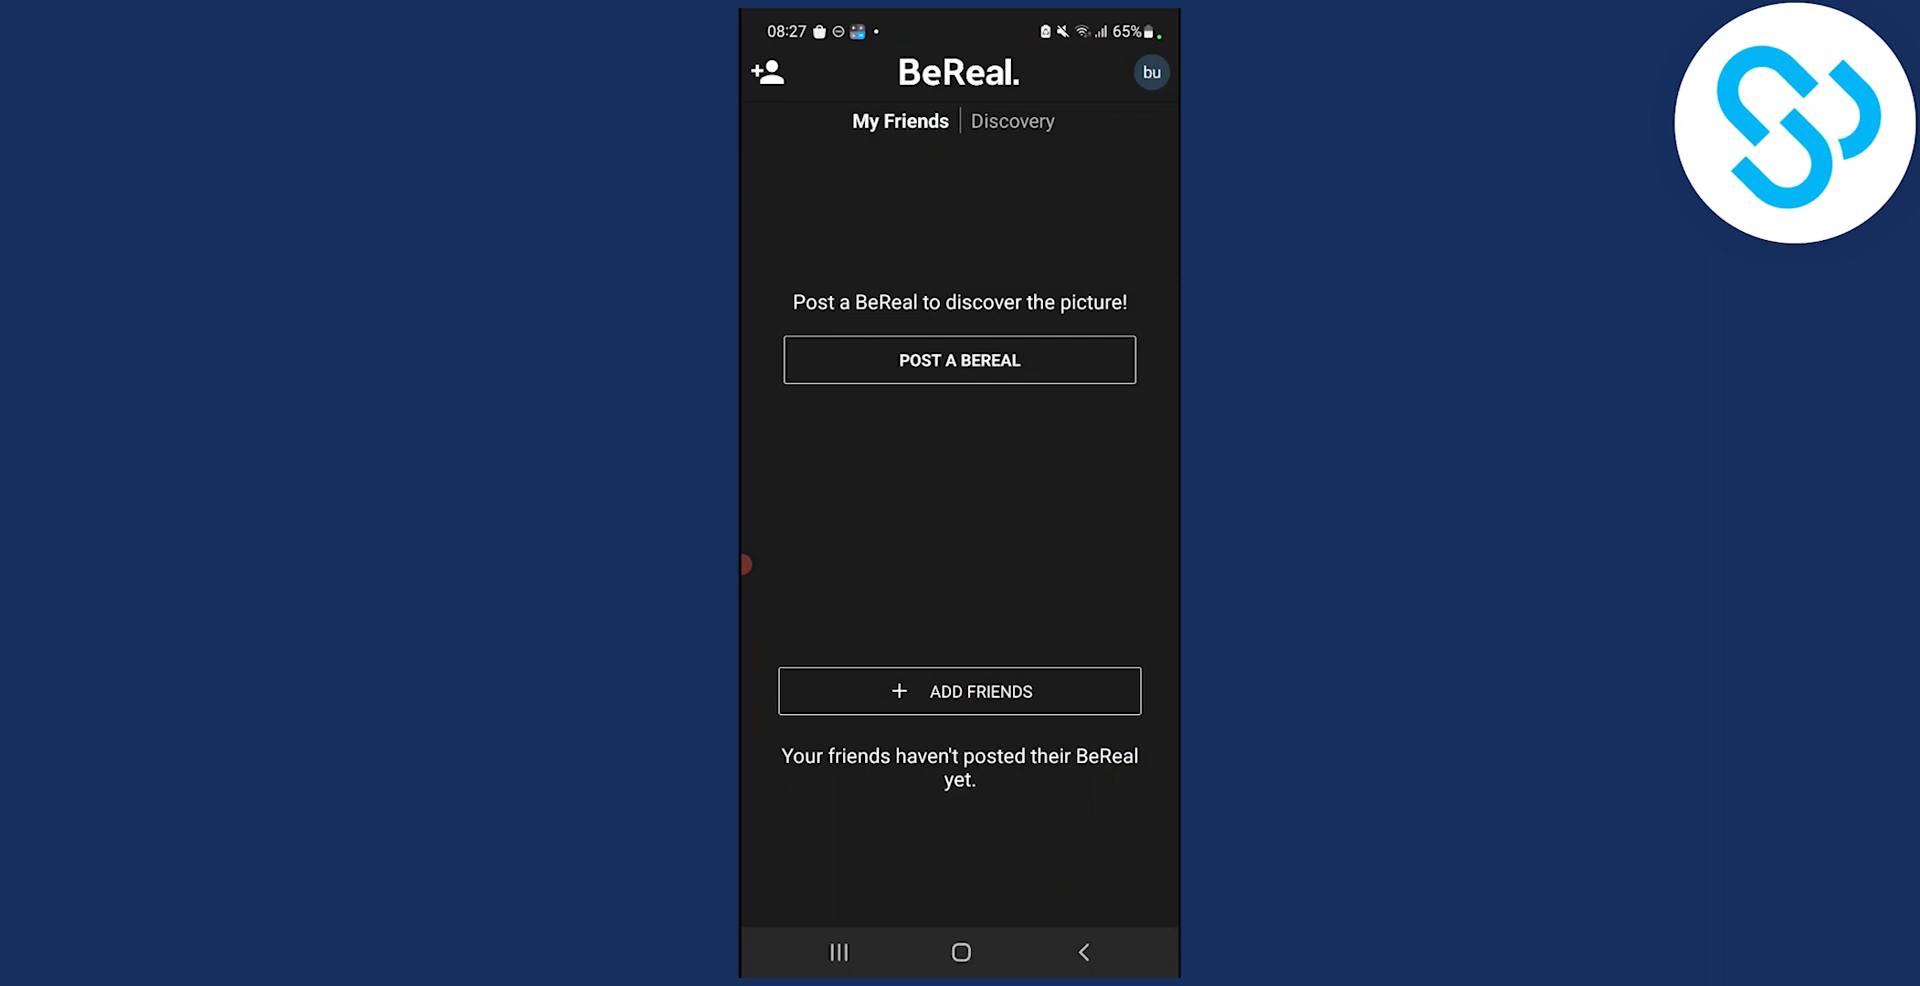 08:27
65%
BeReal.
bu
My Friends | Discovery
Post a BeReal to discover the picture!
POST A BEREAL
+ ADD FRIENDS
Your friends haven't posted their BeReal
yet.